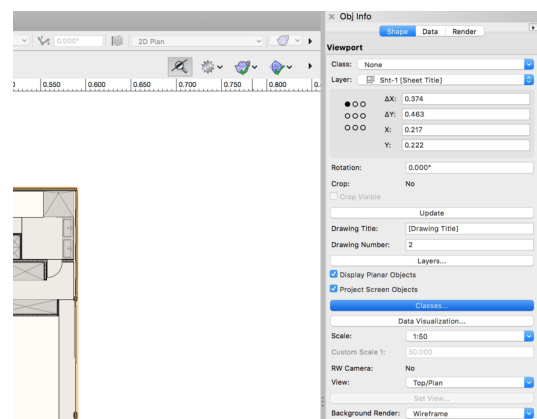 Obj Info
Shape Data Render
Viewport
Class: None
Layer: Sht-1 [Sheet Title]
ΔX: 0.374
ΔY: 0.463
X: 0.217
Y: 0.222
Rotation: 0.000°
Crop: No
Crop Visible
Update
Drawing Title: [Drawing Title]
Drawing Number: 2
Layers...
Display Planar Objects
Project Screen Objects
Classes...
Data Visualization...
Scale: 1:50
Custom Scale 1: 50.000
RW Camera: No
View: Top/Plan
Set View...
Background Render: Wireframe
0.000° 2D Plan
0.550 0.600 0.650 0.700 0.750 0.800